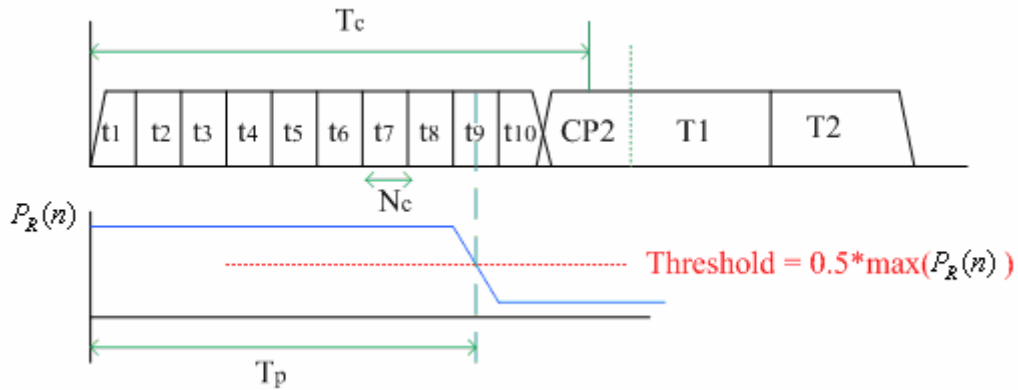 Tc
t1 t2 t3 t4 t5 t6 t7 t8 t9 t10 CP2 T1 T2
Nc
P_R(n)
Threshold = 0.5*max(P_R(n))
Tp